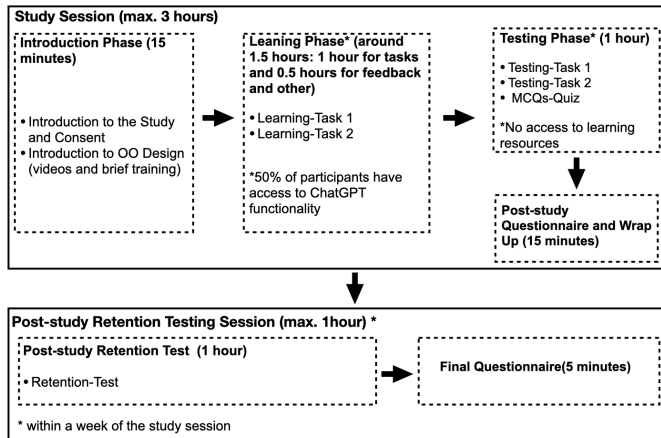 Study Session (max. 3 hours)
Introduction Phase (15
minutes)
• Introduction to the Study
and Consent
• Introduction to OO Design
(videos and brief training)
Leaning Phase* (around
1.5 hours: 1 hour for tasks
and 0.5 hours for feedback
and other)
• Learning-Task 1
• Learning-Task 2
*50% of participants have
access to ChatGPT
functionality
Testing Phase* (1 hour)
• Testing-Task 1
• Testing-Task 2
• MCQs-Quiz
*No access to learning
resources
Post-study
Questionnaire and Wrap
Up (15 minutes)
Post-study Retention Testing Session (max. 1hour) *
Post-study Retention Test (1 hour)
• Retention-Test
Final Questionnaire(5 minutes)
* within a week of the study session